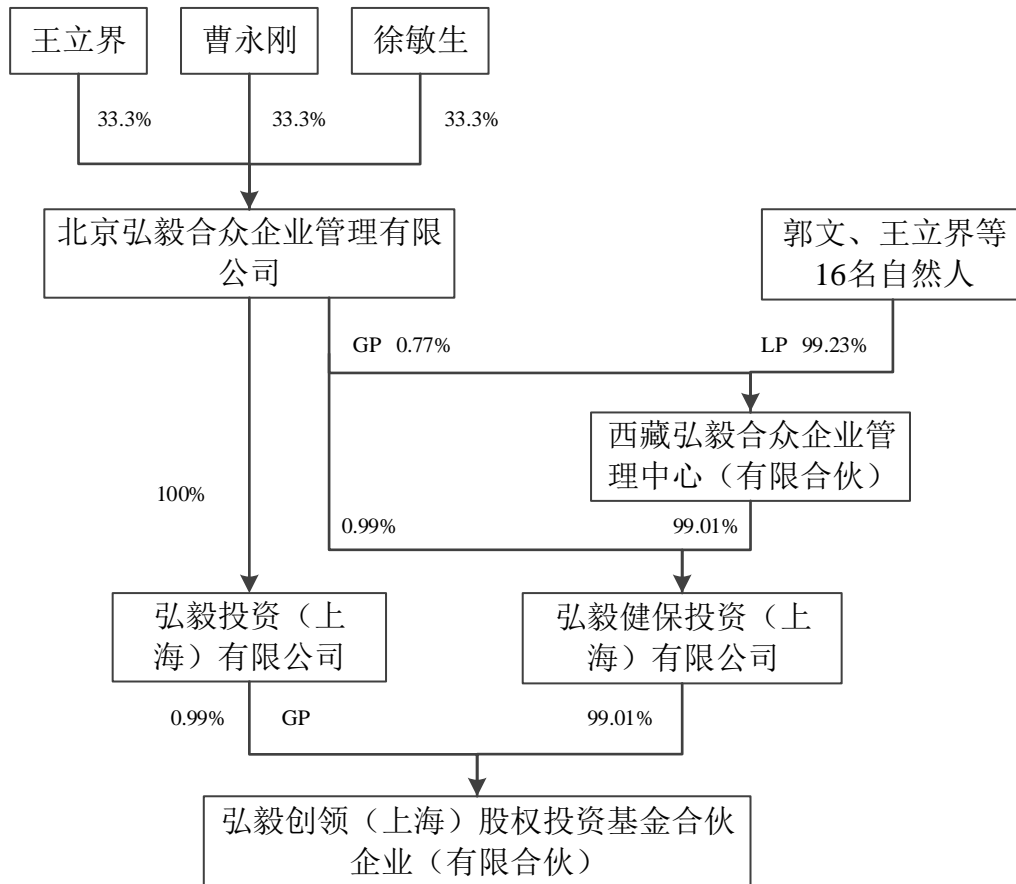 王立界
曹永刚
徐敏生
33.3%
33.3%
33.3%
北京弘毅合众企业管理有限
公司
郭文、王立界等
16名自然人
GP 0.77%
LP 99.23%
西藏弘毅合众企业管
理中心（有限合伙）
100%
0.99%
99.01%
弘毅投资（上
海）有限公司
弘毅健保投资（上
海）有限公司
0.99%
GP
99.01%
弘毅创领（上海）股权投资基金合伙
企业（有限合伙）